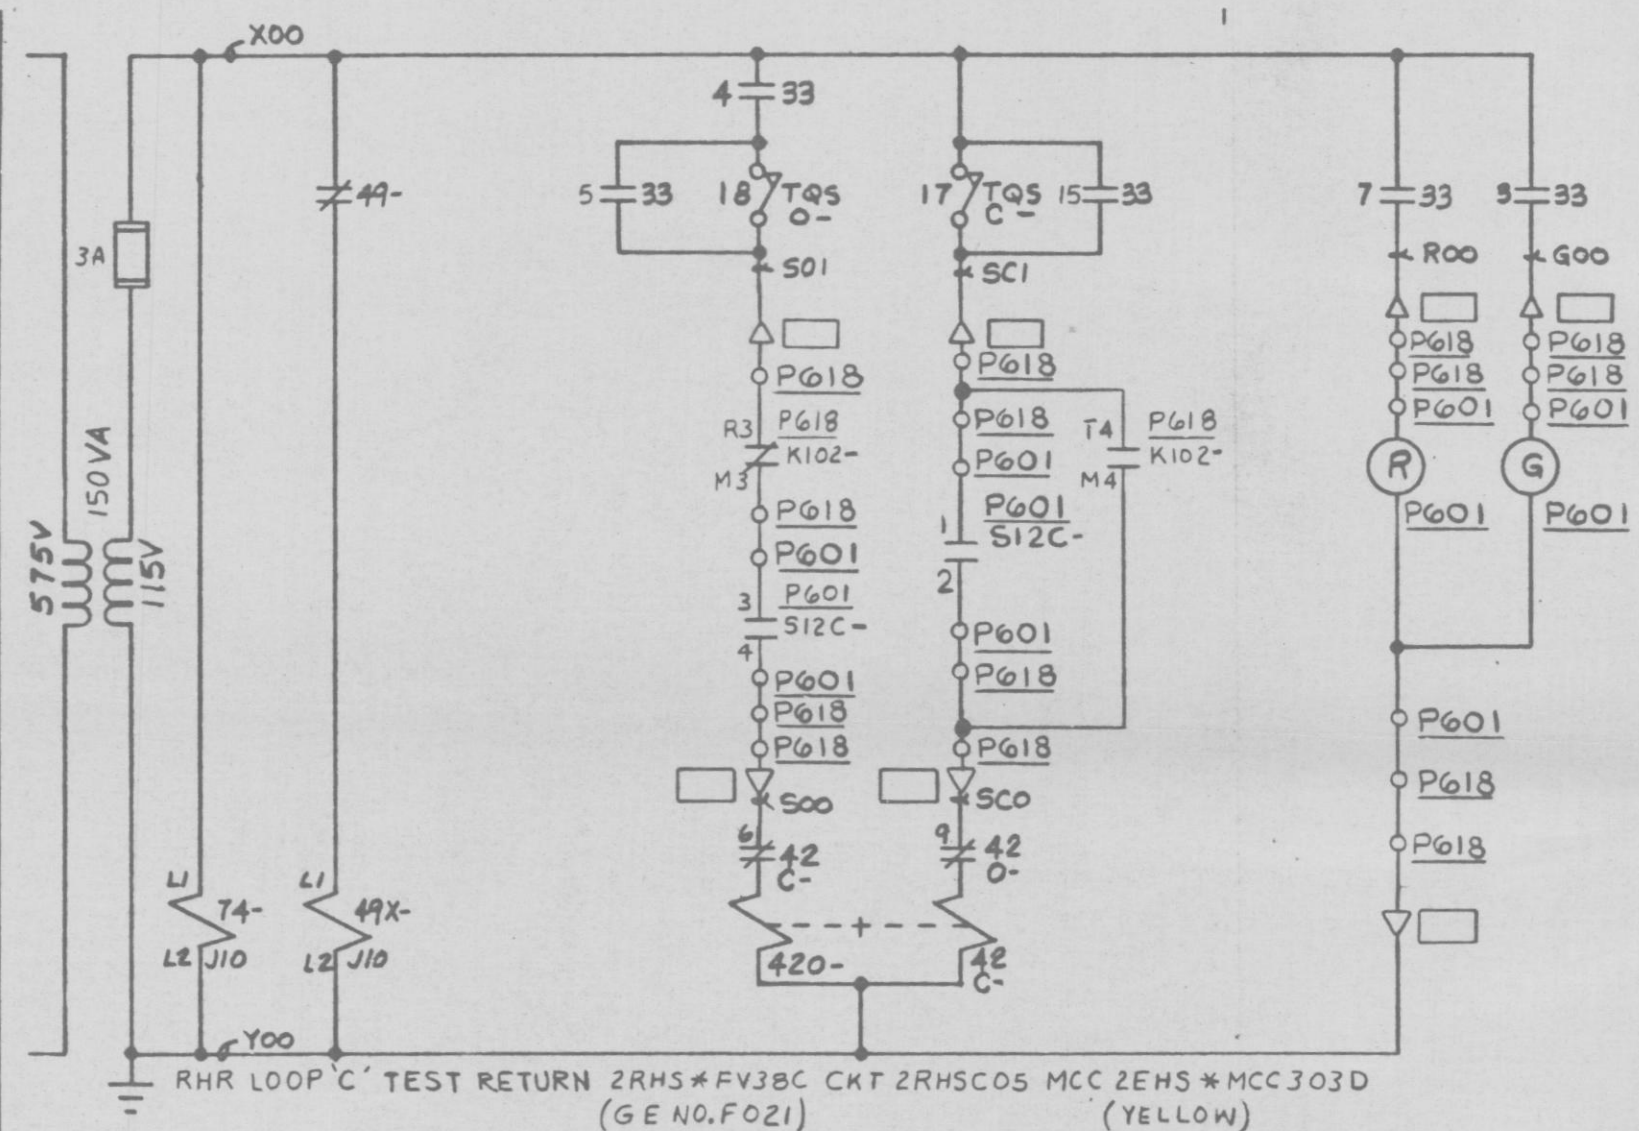 X00
4 33
49-
5 33
18 TQS
O-
17 TQS
C-
15 33
7 33
3 33
3A
S01
SC1
R00
G00
P618
P618
P618
P618
P618
P618
P601
P601
R3 P618
K102-
M3
P618
P601
T4 P618
K102-
M4
R
G
P601
P601
575V
150VA
115V
P618
P601
3 P601
S12C-
4
1 P601
S12C-
2
P601
P618
P618
P601
P618
P618
S00
SC0
P601
P618
P618
6 42
C-
9 42
O-
L1 74-
L2 J10
L1 49X-
L2 J10
42O-
42
C-
Y00
RHR LOOP 'C' TEST RETURN 2RHS*FV38C CKT 2RHSC05 MCC 2EHS*MCC303D
(GE NO.F021) (YELLOW)